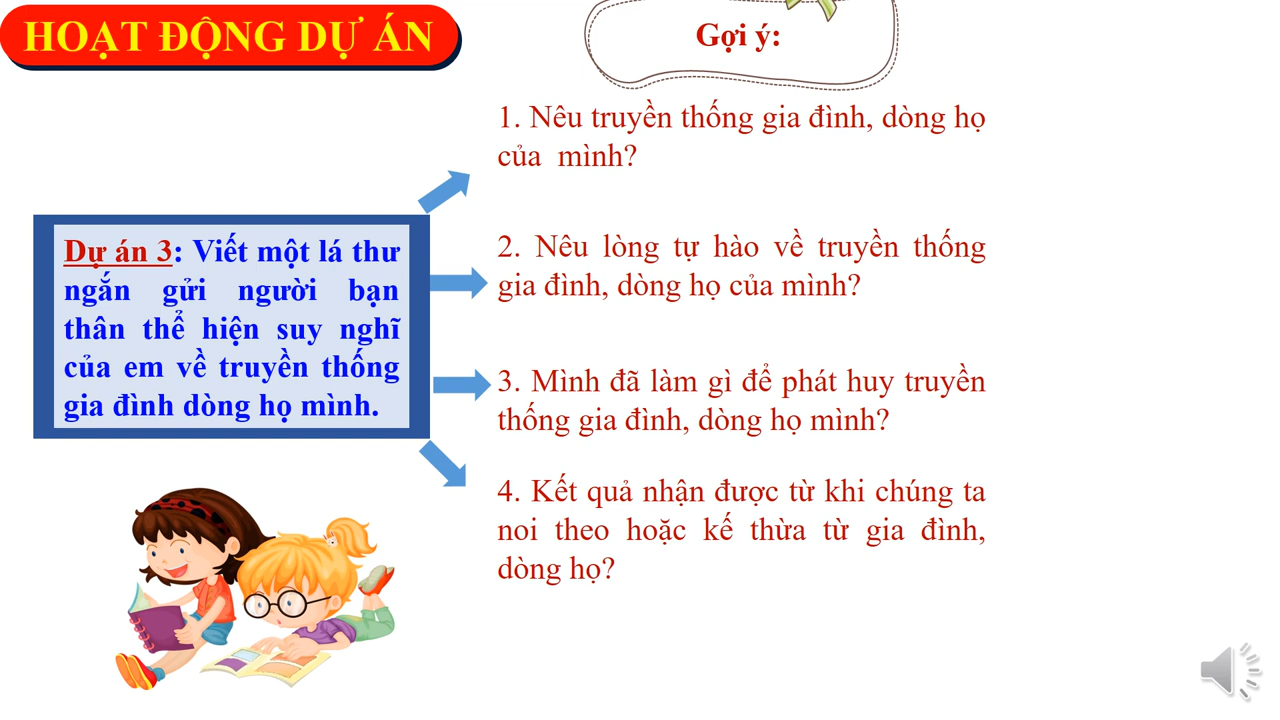 HOẠT ĐỘNG DỰ ÁN
Gợi ý:
1. Nêu truyền thống gia đình, dòng họ
của mình?
Dự án 3: Viết một lá thư
ngắn gửi người bạn
thân thể hiện suy nghĩ
của em về truyền thống
gia đình dòng họ mình.
2. Nêu lòng tự hào về truyền thống
gia đình, dòng họ của mình?
3. Mình đã làm gì để phát huy truyền
thống gia đình, dòng họ mình?
4. Kết quả nhận được từ khi chúng ta
noi theo hoặc kế thừa từ gia đình,
dòng họ?